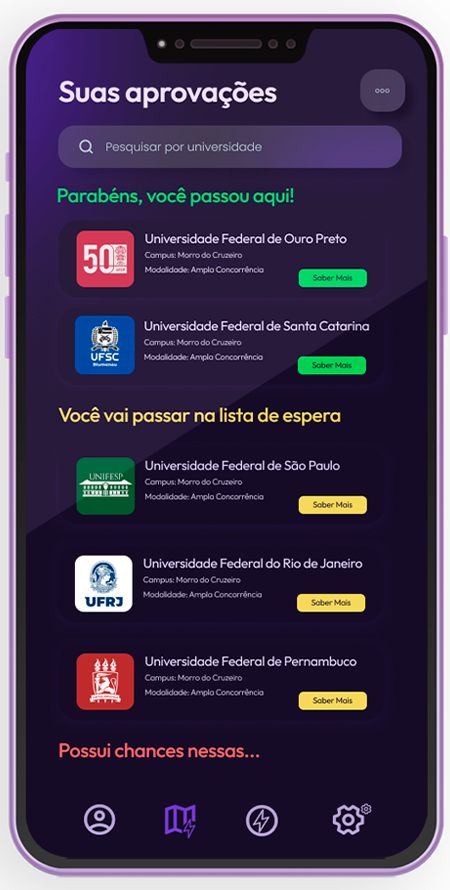 Suas aprovações
Pesquisar por universidade
Parabéns, você passou aqui!
50
UFOP
Universidade Federal de Ouro Preto
Campus: Morro do Cruzeiro
Modalidade: Ampla Concorrência
Saber Mais
UFSC
Blumenau
Universidade Federal de Santa Catarina
Campus: Morro do Cruzeiro
Modalidade: Ampla Concorrência
Saber Mais
Você vai passar na lista de espera
UNIFESP
Universidade Federal de São Paulo
Campus: Morro do Cruzeiro
Modalidade: Ampla Concorrência
Saber Mais
UFRJ
Universidade Federal do Rio de Janeiro
Campus: Morro do Cruzeiro
Modalidade: Ampla Concorrência
Saber Mais
Universidade Federal de Pernambuco
Campus: Morro do Cruzeiro
Modalidade: Ampla Concorrência
Saber Mais
Possui chances nessas...